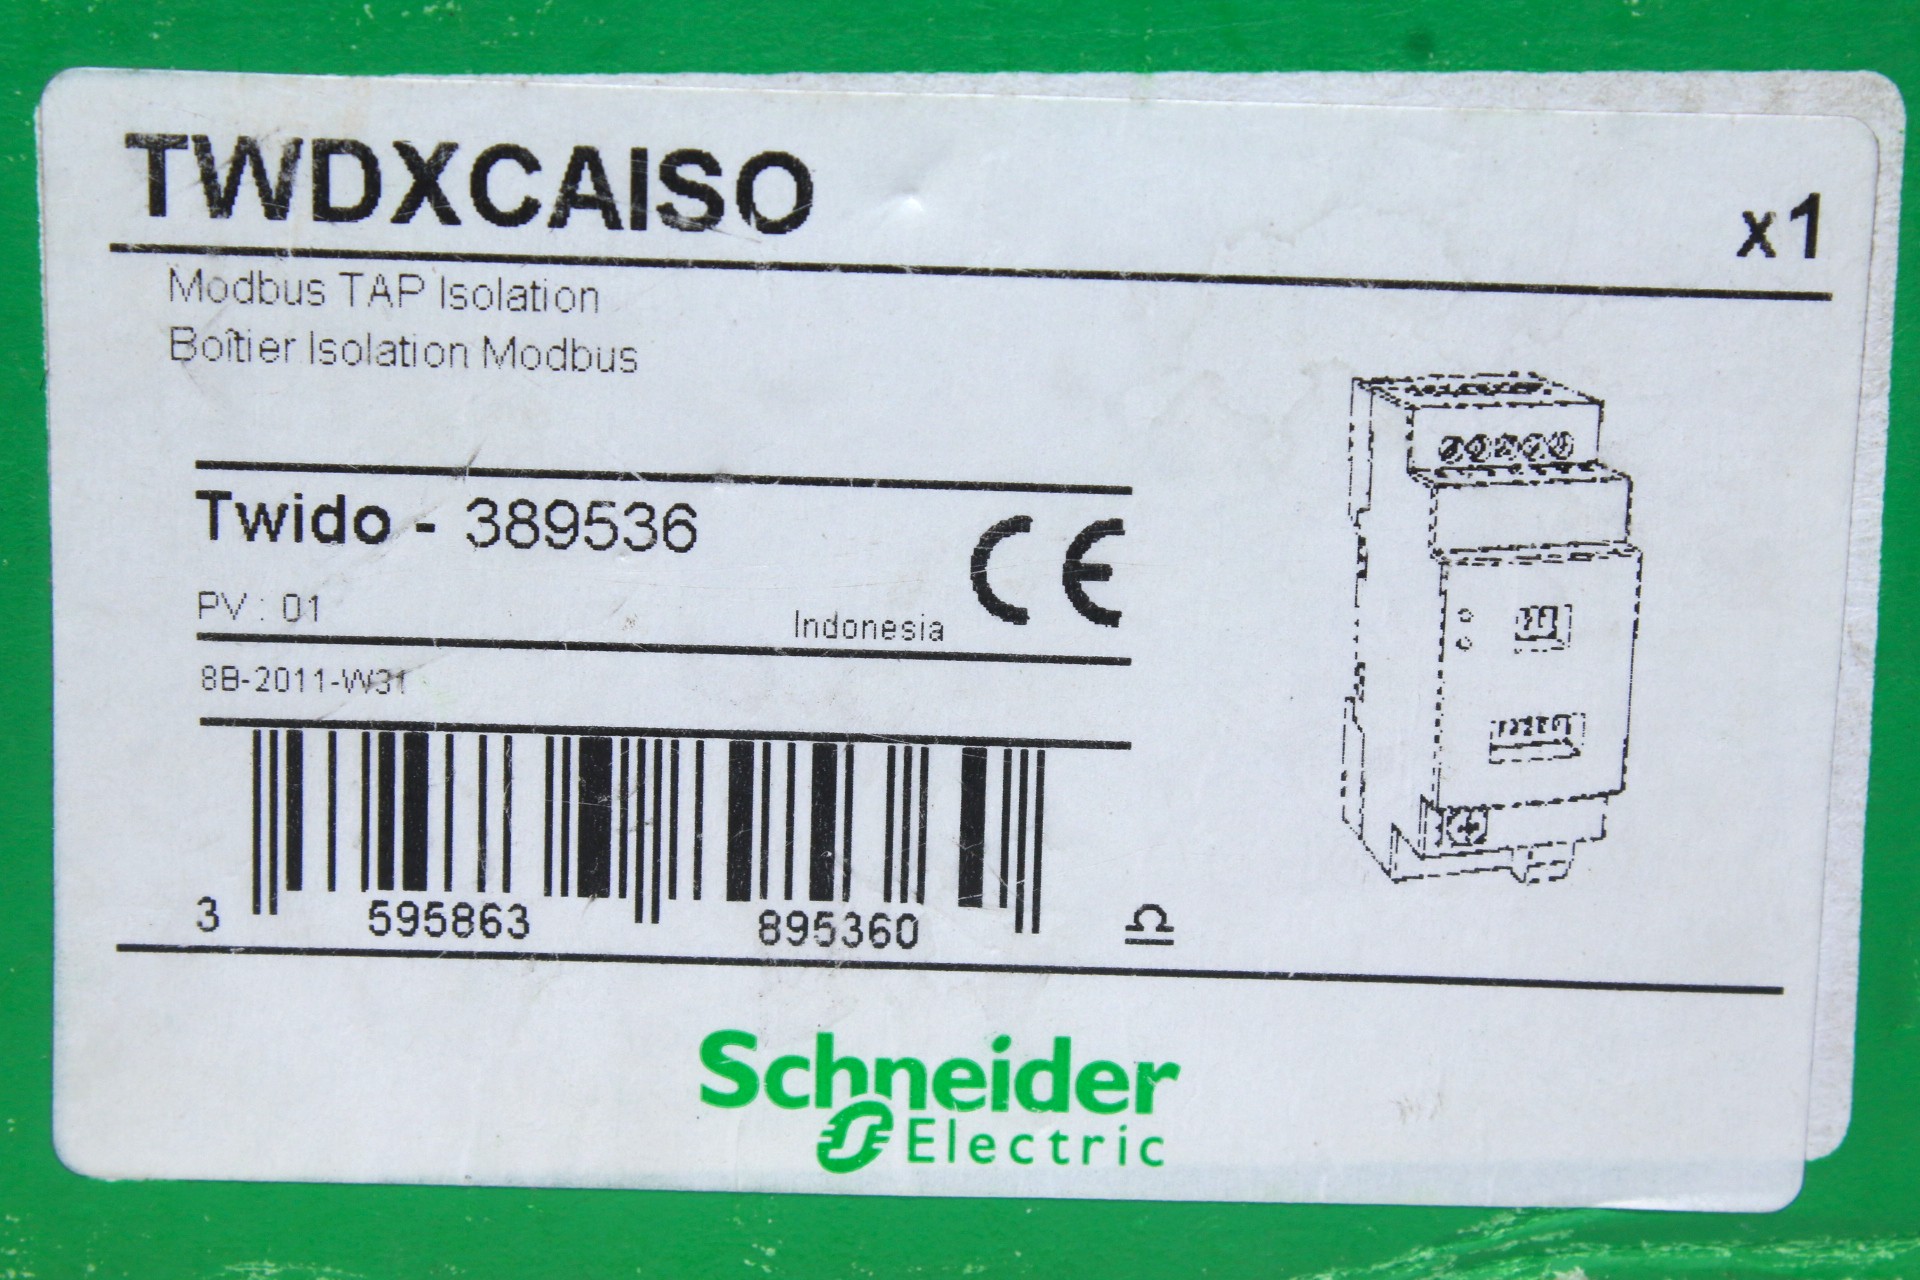 TWDXCAISO
x1
Modbus TAP Isolation
Boîtier Isolation Modbus
Twido - 389536
CE
PV : 01
Indonesia
8B-2011-W31
3 595863 895360
Schneider
Electric